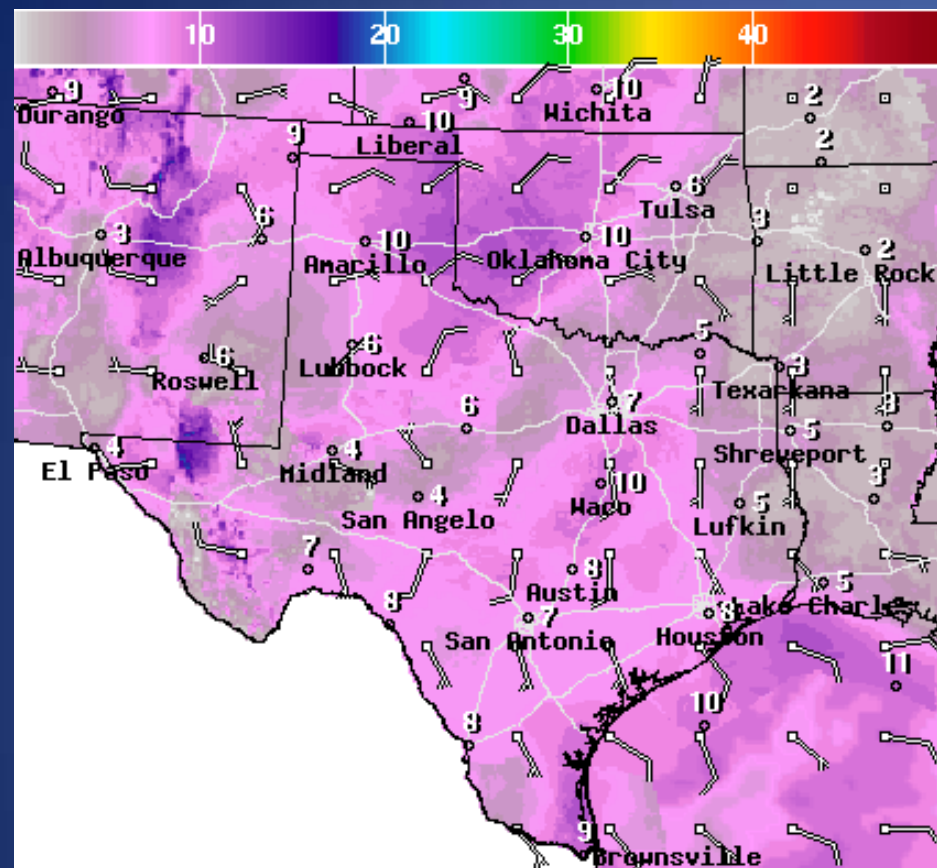 10 20 30 40
9 9 10 2
Durango Wichita
9 10 2
Liberal
6
Tulsa
3 6 10 10 3 2
Albuquerque Amarillo Oklahoma City Little Rock
6 6 5 3
Roswell Lubbock Texarkana
6 7 5 3
Dallas
4 4 Shreveport
El Paso Midland
4 10 5 3
San Angelo Waco Lufkin
7 8 5
Austin
8 7 8 Lake Charles
San Antonio Houston
11
8 10
9
Brownsville